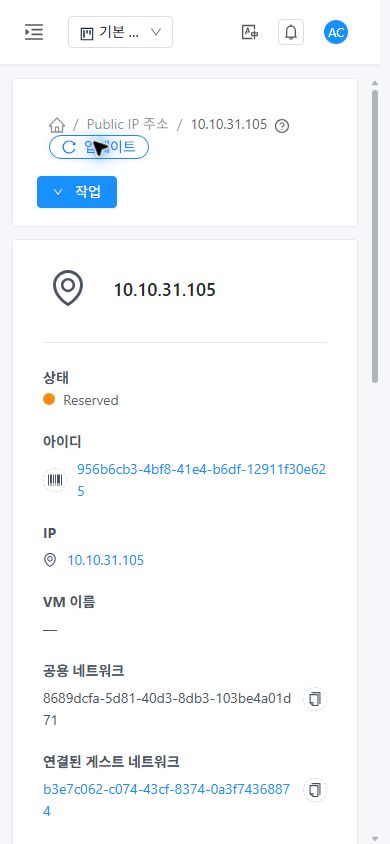 기본 ...
AC
/ Public IP 주소 / 10.10.31.105
작업
10.10.31.105
상태
Reserved
아이디
956b6cb3-4bf8-41e4-b6df-12911f30e62
5
IP
10.10.31.105
VM 이름
—
공용 네트워크
8689dcfa-5d81-40d3-8db3-103be4a01d
71
연결된 게스트 네트워크
b3e7c062-c074-43cf-8374-0a3f7436887
4